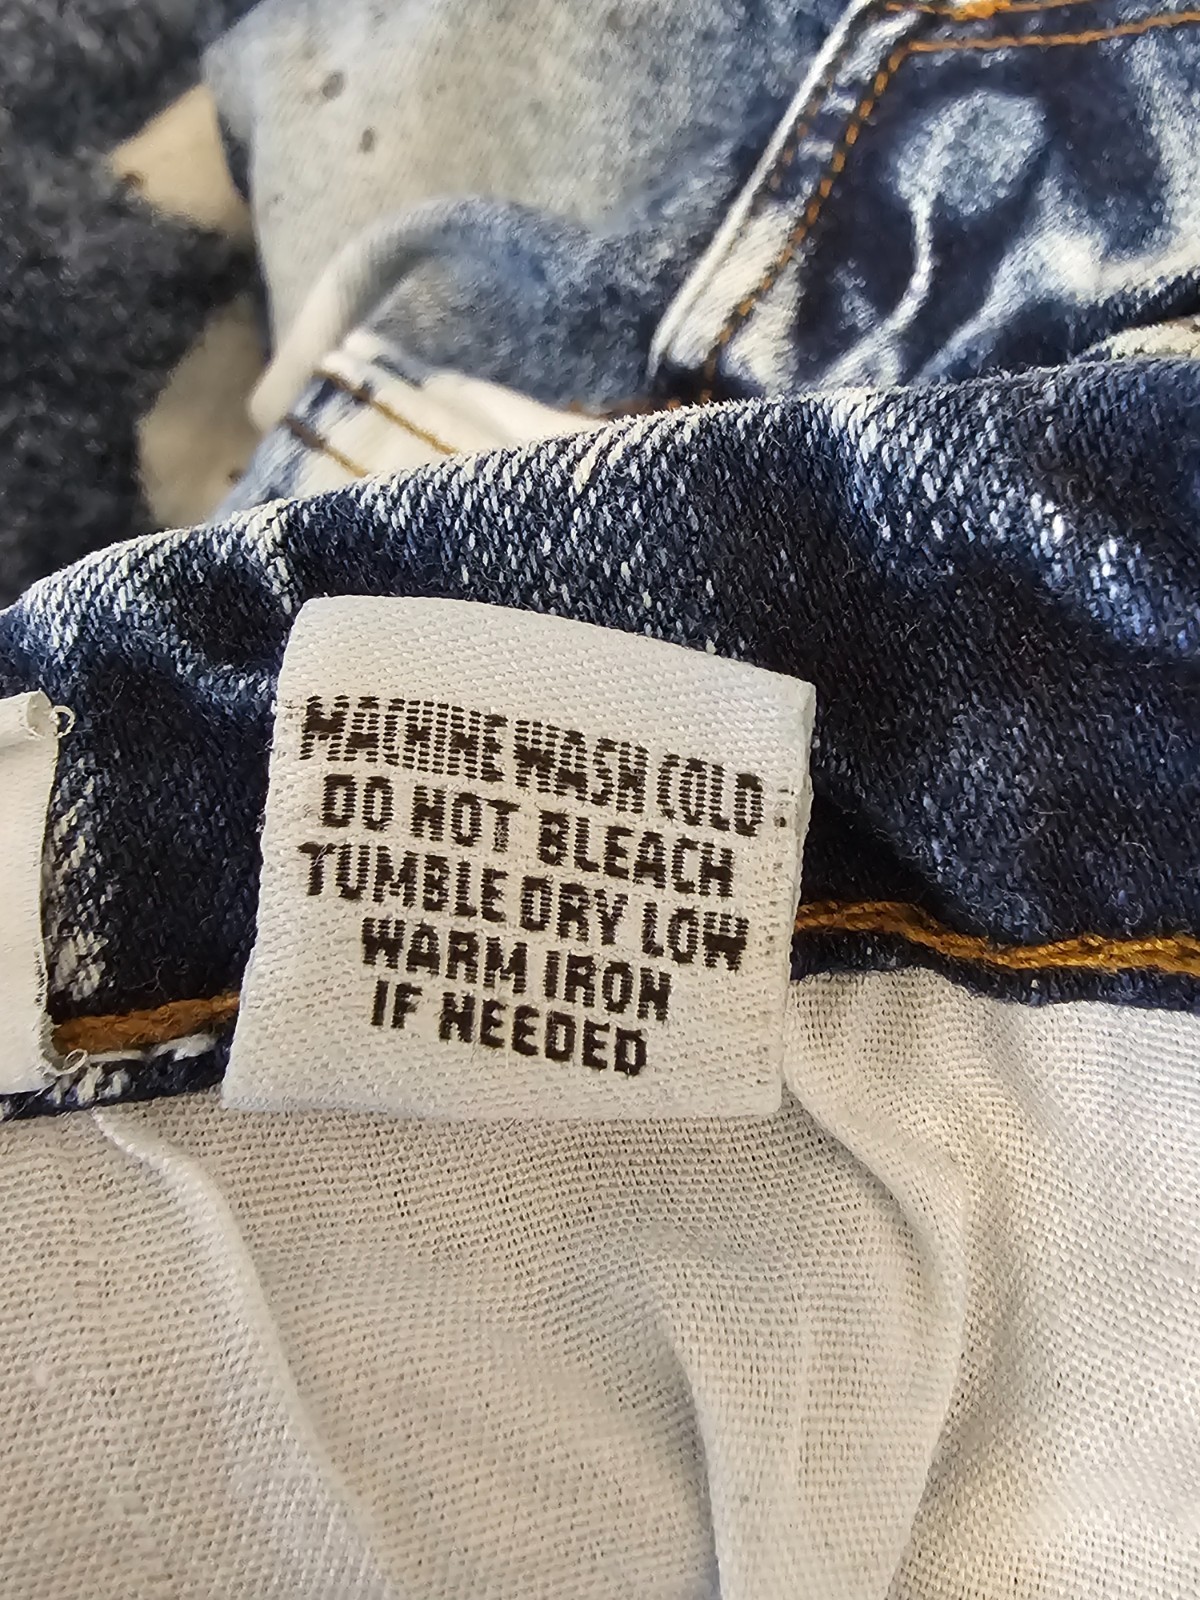 MACHINE WASH COLD
DO NOT BLEACH
TUMBLE DRY LOW
WARM IRON
IF NEEDED